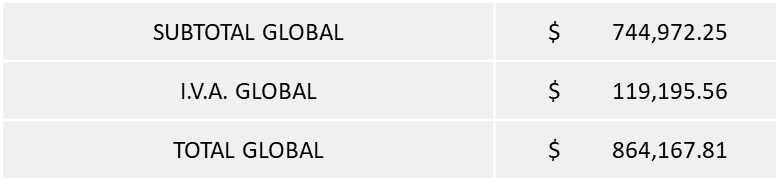 SUBTOTAL GLOBAL $ 744,972.25
I.V.A. GLOBAL $ 119,195.56
TOTAL GLOBAL $ 864,167.81